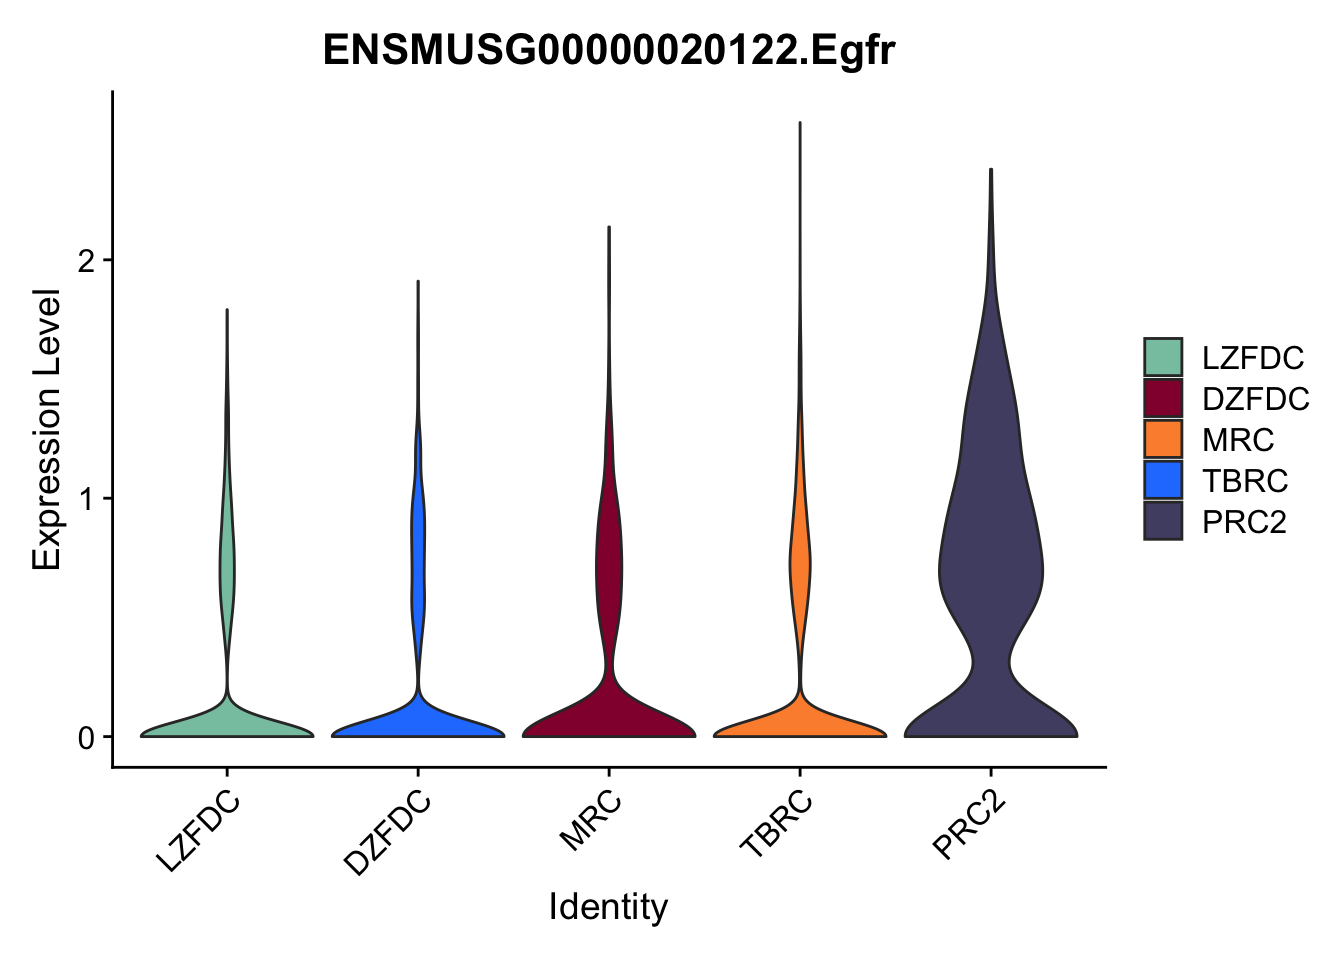 ENSMUSG00000020122.Egfr
Expression Level
2
1
0
LZFDC
DZFDC
MRC
TBRC
PRC2
Identity
LZFDC
DZFDC
MRC
TBRC
PRC2